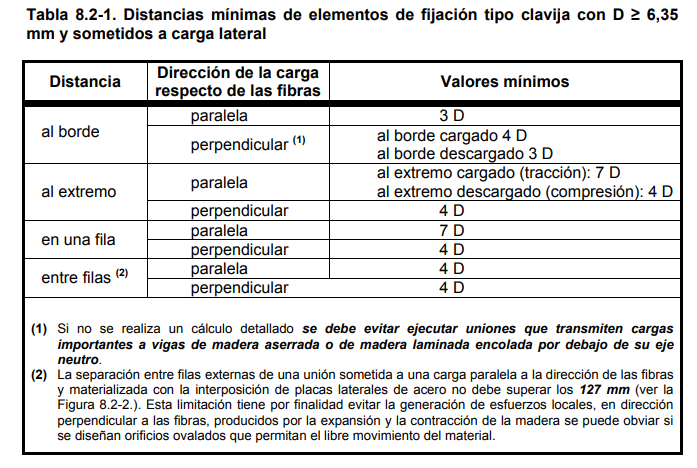 Tabla 8.2-1. Distancias mínimas de elementos de fijación tipo clavija con D ≥ 6,35
mm y sometidos a carga lateral
Distancia
Dirección de la carga
respecto de las fibras
Valores mínimos
al borde
paralela
3 D
perpendicular (1)
al borde cargado 4 D
al borde descargado 3 D
al extremo
paralela
al extremo cargado (tracción): 7 D
al extremo descargado (compresión): 4 D
perpendicular
4 D
en una fila
paralela
7 D
perpendicular
4 D
entre filas (2)
paralela
4 D
perpendicular
4 D
(1) Si no se realiza un cálculo detallado se debe evitar ejecutar uniones que transmiten cargas
importantes a vigas de madera aserrada o de madera laminada encolada por debajo de su eje
neutro.
(2) La separación entre filas externas de una unión sometida a una carga paralela a la dirección de las fibras
y materializada con la interposición de placas laterales de acero no debe superar los 127 mm (ver la
Figura 8.2-2.). Esta limitación tiene por finalidad evitar la generación de esfuerzos locales, en dirección
perpendicular a las fibras, producidos por la expansión y la contracción de la madera se puede obviar si
se diseñan orificios ovalados que permitan el libre movimiento del material.